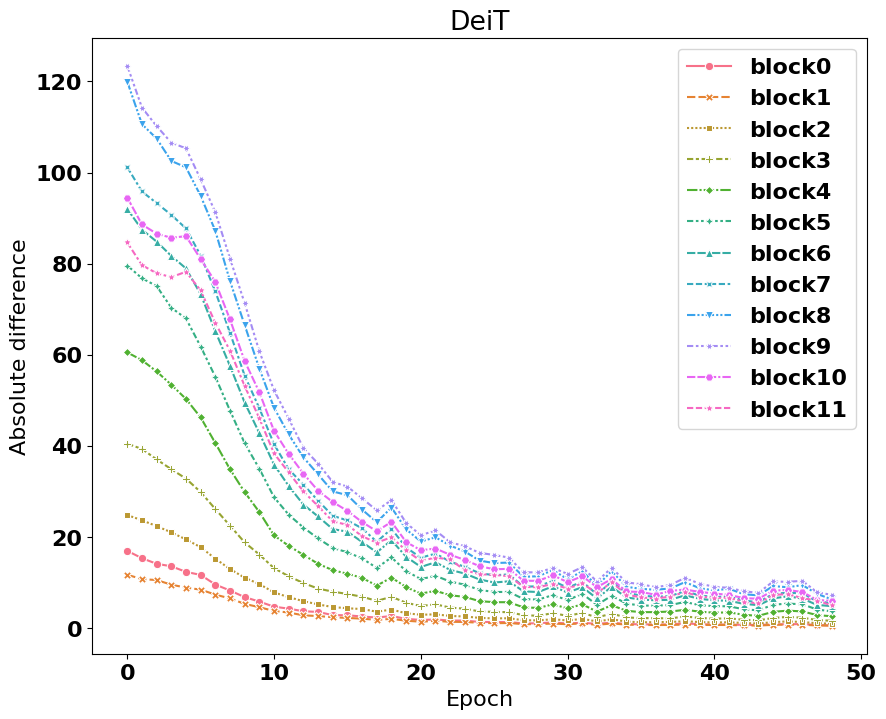 DeiT
Absolute difference
120
100
80
60
40
20
0
0 10 20 30 40 50
Epoch
block0
block1
block2
block3
block4
block5
block6
block7
block8
block9
block10
block11